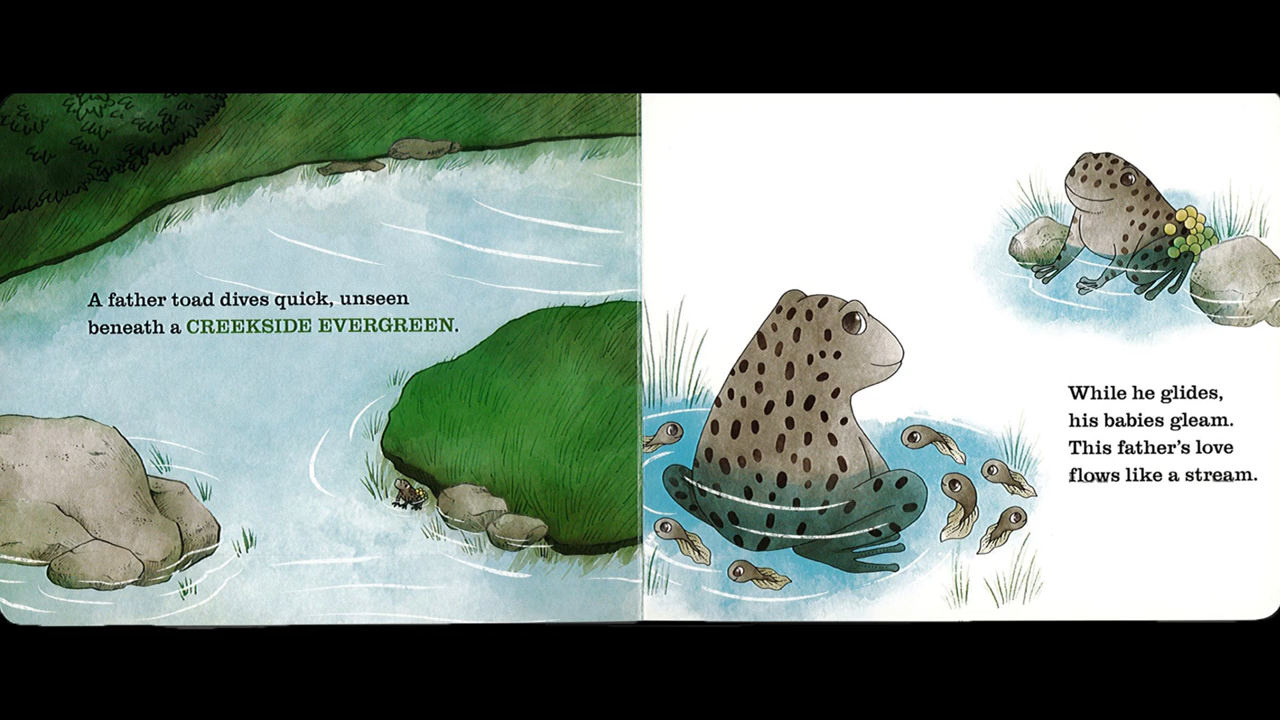 A father toad dives quick, unseen
beneath a CREEKSIDE EVERGREEN.
While he glides,
his babies gleam.
This father's love
flows like a stream.